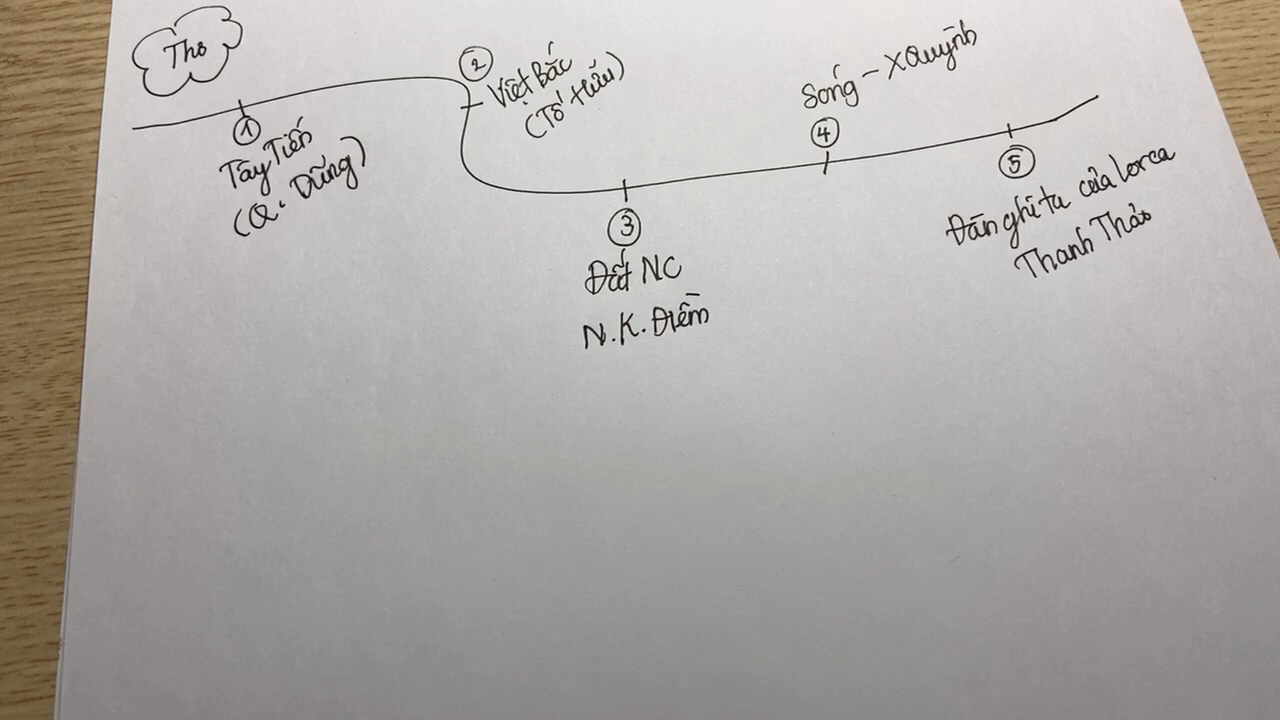 Thơ
①
Tây Tiến
(Q. Dũng)
②
Việt Bắc
(Tố Hữu)
③
Đất NC
N.K. Điềm
Sóng – XQuỳnh
④
⑤
Đàn ghi ta của lorca
Thanh Thảo